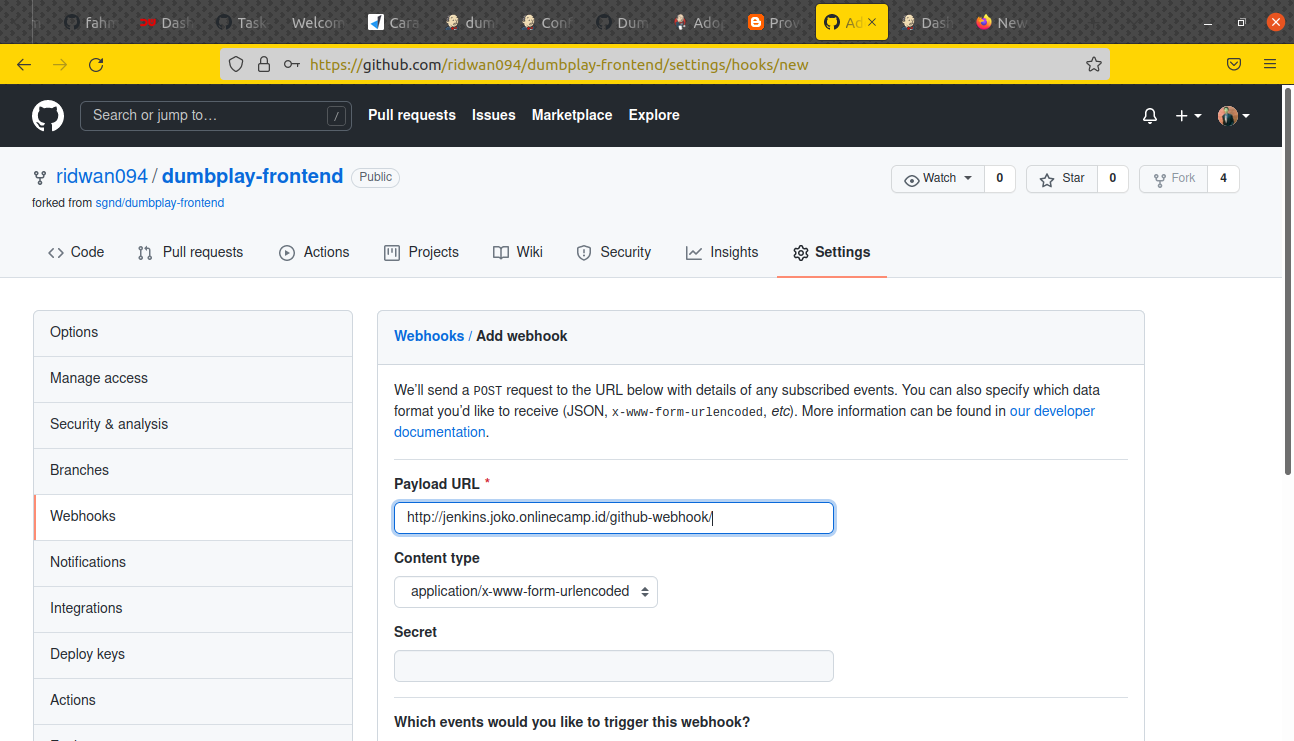 Fahm Dash Task Welcom Cara dum Con Dum Ado Prov Ad Das New
https://github.com/ridwan094/dumbplay-frontend/settings/hooks/new
Search or jump to… / Pull requests Issues Marketplace Explore
ridwan094 / dumbplay-frontend Public
Watch 0 Star 0 Fork 4
forked from sgnd/dumbplay-frontend
Code Pull requests Actions Projects Wiki Security Insights Settings
Options
Manage access
Security & analysis
Branches
Webhooks
Notifications
Integrations
Deploy keys
Actions
Webhooks / Add webhook
We'll send a POST request to the URL below with details of any subscribed events. You can also specify which data
format you'd like to receive (JSON, x-www-form-urlencoded, etc). More information can be found in our developer
documentation.
Payload URL *
http://jenkins.joko.onlinecamp.id/github-webhook/
Content type
application/x-www-form-urlencoded
Secret
Which events would you like to trigger this webhook?